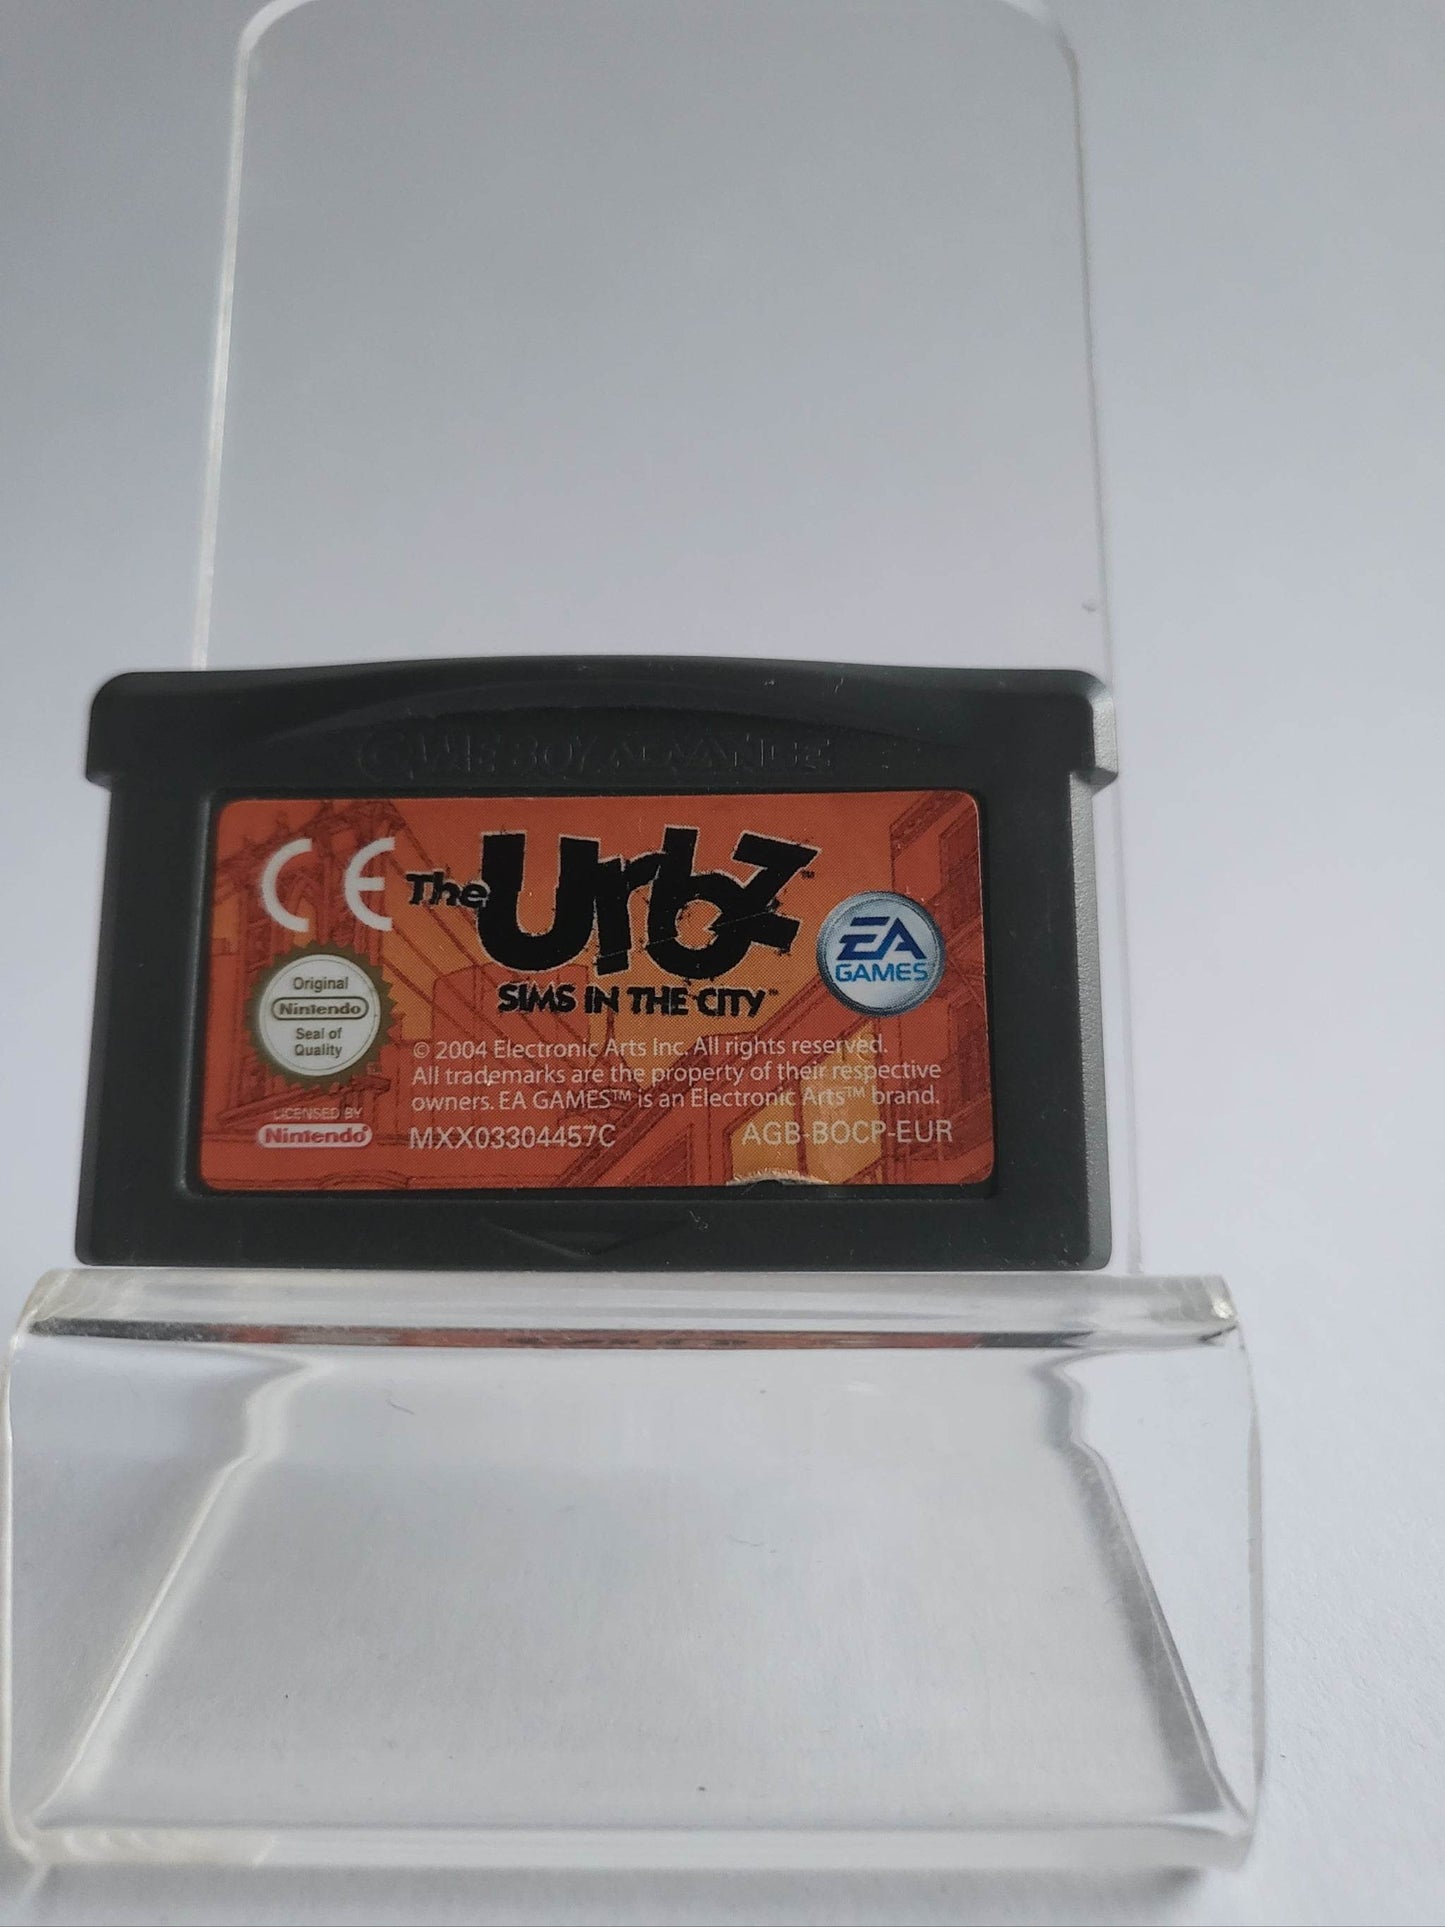 GAME BOY ADVANCE
CE
The Urbz™
SIMS IN THE CITY™
EA
GAMES
Original
Nintendo
Seal of
Quality
LICENSED BY
Nintendo
© 2004 Electronic Arts Inc. All rights reserved.
All trademarks are the property of their respective
owners. EA GAMES™ is an Electronic Arts™ brand.
MXX03304457C
AGB-BOCP-EUR